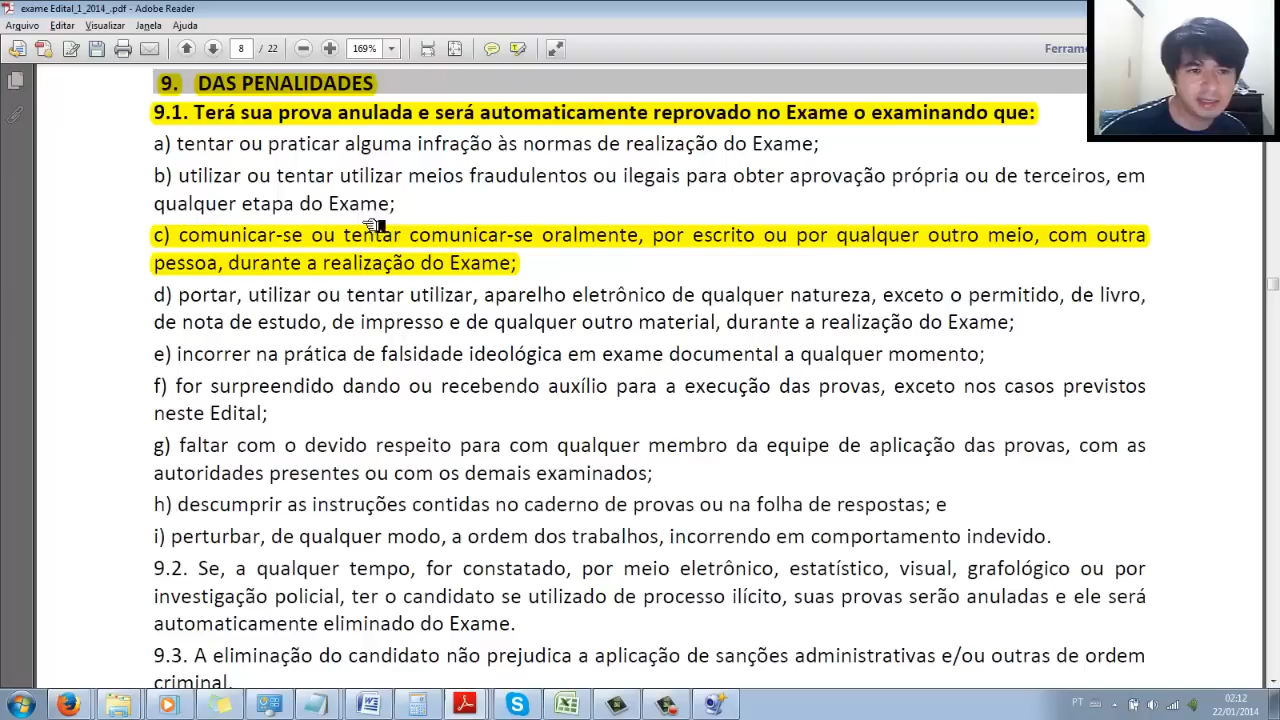 exame Edital_1_2014_.pdf - Adobe Reader
Arquivo Editar Visualizar Janela Ajuda
8 / 22 169% Ferram
9. DAS PENALIDADES
9.1. Terá sua prova anulada e será automaticamente reprovado no Exame o examinando que:
a) tentar ou praticar alguma infração às normas de realização do Exame;
b) utilizar ou tentar utilizar meios fraudulentos ou ilegais para obter aprovação própria ou de terceiros, em
qualquer etapa do Exame;
c) comunicar-se ou tentar comunicar-se oralmente, por escrito ou por qualquer outro meio, com outra
pessoa, durante a realização do Exame;
d) portar, utilizar ou tentar utilizar, aparelho eletrônico de qualquer natureza, exceto o permitido, de livro,
de nota de estudo, de impresso e de qualquer outro material, durante a realização do Exame;
e) incorrer na prática de falsidade ideológica em exame documental a qualquer momento;
f) for surpreendido dando ou recebendo auxílio para a execução das provas, exceto nos casos previstos
neste Edital;
g) faltar com o devido respeito para com qualquer membro da equipe de aplicação das provas, com as
autoridades presentes ou com os demais examinados;
h) descumprir as instruções contidas no caderno de provas ou na folha de respostas; e
i) perturbar, de qualquer modo, a ordem dos trabalhos, incorrendo em comportamento indevido.
9.2. Se, a qualquer tempo, for constatado, por meio eletrônico, estatístico, visual, grafológico ou por
investigação policial, ter o candidato se utilizado de processo ilícito, suas provas serão anuladas e ele será
automaticamente eliminado do Exame.
9.3. A eliminação do candidato não prejudica a aplicação de sanções administrativas e/ou outras de ordem
criminal.
PT 02:12
22/01/2014